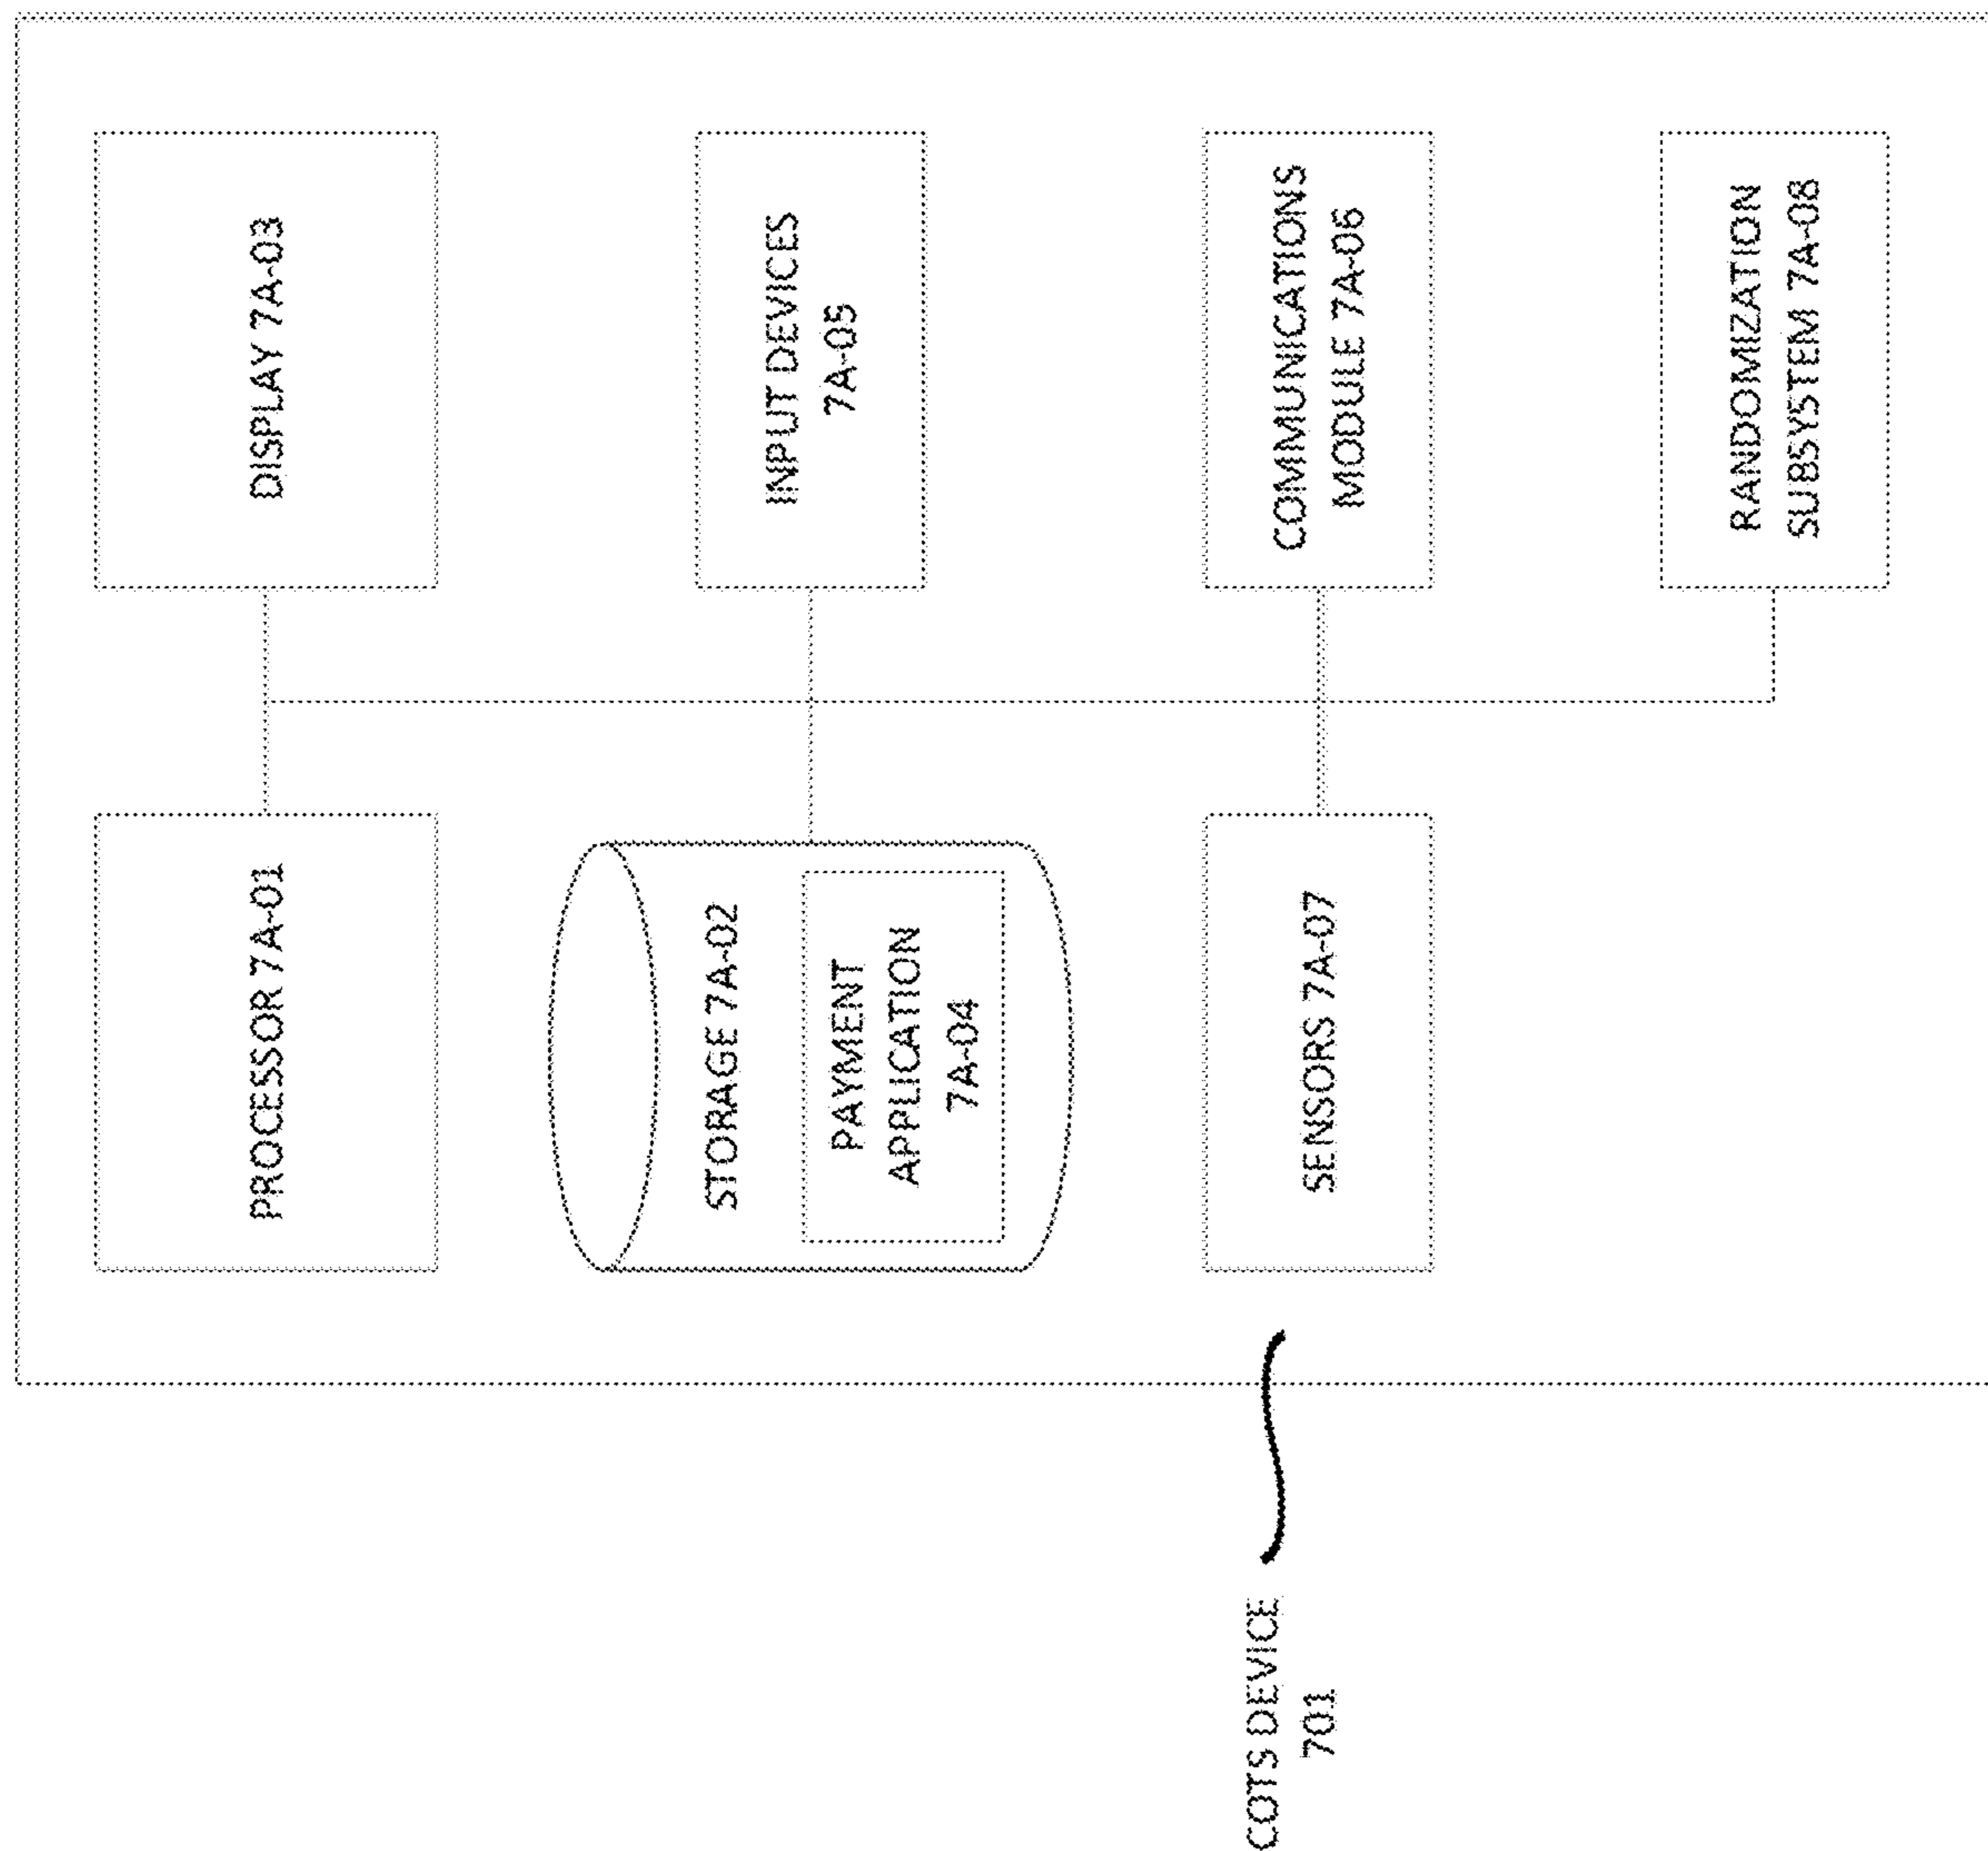 COTS DEVICE
701
PROCESSOR 7A-01
DISPLAY 7A-03
STORAGE 7A-02
PAYMENT
APPLICATION
7A-04
INPUT DEVICES
7A-05
SENSORS 7A-07
COMMUNICATIONS
MODULE 7A-06
RANDOMIZATION
SUBSYSTEM 7A-08